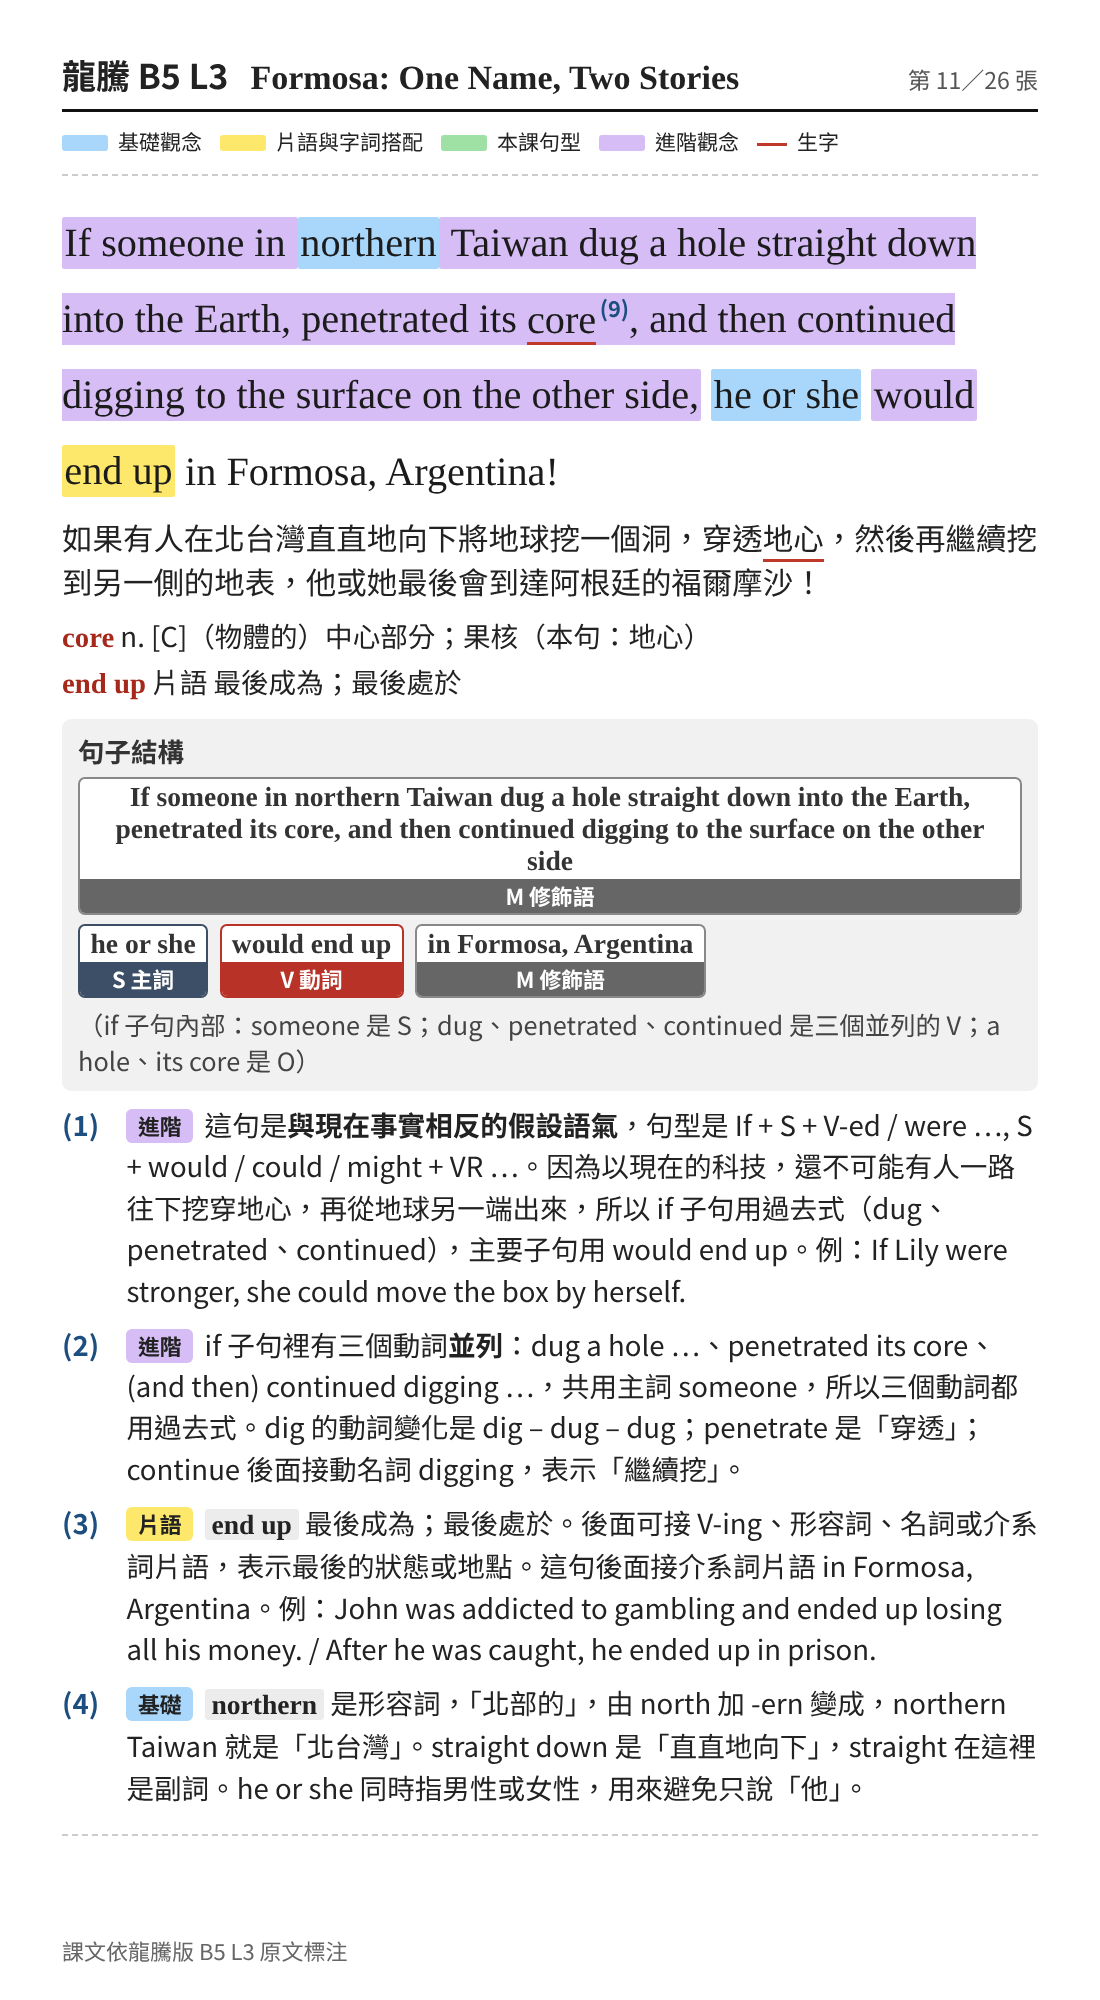 龍騰 B5 L3 Formosa: One Name, Two Stories 第 11／26 張
基礎觀念 片語與字詞搭配 本課句型 進階觀念 生字
If someone in northern Taiwan dug a hole straight down
into the Earth, penetrated its core(9), and then continued
digging to the surface on the other side, he or she would
end up in Formosa, Argentina!
如果有人在北台灣直直地向下將地球挖一個洞，穿透地心，然後再繼續挖
到另一側的地表，他或她最後會到達阿根廷的福爾摩沙！
core n. [C]（物體的）中心部分；果核（本句：地心）
end up 片語 最後成為；最後處於
句子結構
If someone in northern Taiwan dug a hole straight down into the Earth,
penetrated its core, and then continued digging to the surface on the other
side
M 修飾語
he or she would end up in Formosa, Argentina
S 主詞 V 動詞 M 修飾語
（if 子句內部：someone 是 S；dug、penetrated、continued 是三個並列的 V；a
hole、its core 是 O）
(1) 進階 這句是與現在事實相反的假設語氣，句型是 If + S + V-ed / were …, S
+ would / could / might + VR …。因為以現在的科技，還不可能有人一路
往下挖穿地心，再從地球另一端出來，所以 if 子句用過去式（dug、
penetrated、continued），主要子句用 would end up。例：If Lily were
stronger, she could move the box by herself.
(2) 進階 if 子句裡有三個動詞並列：dug a hole …、penetrated its core、
(and then) continued digging …，共用主詞 someone，所以三個動詞都
用過去式。dig 的動詞變化是 dig – dug – dug；penetrate 是「穿透」；
continue 後面接動名詞 digging，表示「繼續挖」。
(3) 片語 end up 最後成為；最後處於。後面可接 V-ing、形容詞、名詞或介系
詞片語，表示最後的狀態或地點。這句後面接介系詞片語 in Formosa,
Argentina。例：John was addicted to gambling and ended up losing
all his money. / After he was caught, he ended up in prison.
(4) 基礎 northern 是形容詞，「北部的」，由 north 加 -ern 變成，northern
Taiwan 就是「北台灣」。straight down 是「直直地向下」，straight 在這裡
是副詞。he or she 同時指男性或女性，用來避免只說「他」。
課文依龍騰版 B5 L3 原文標注